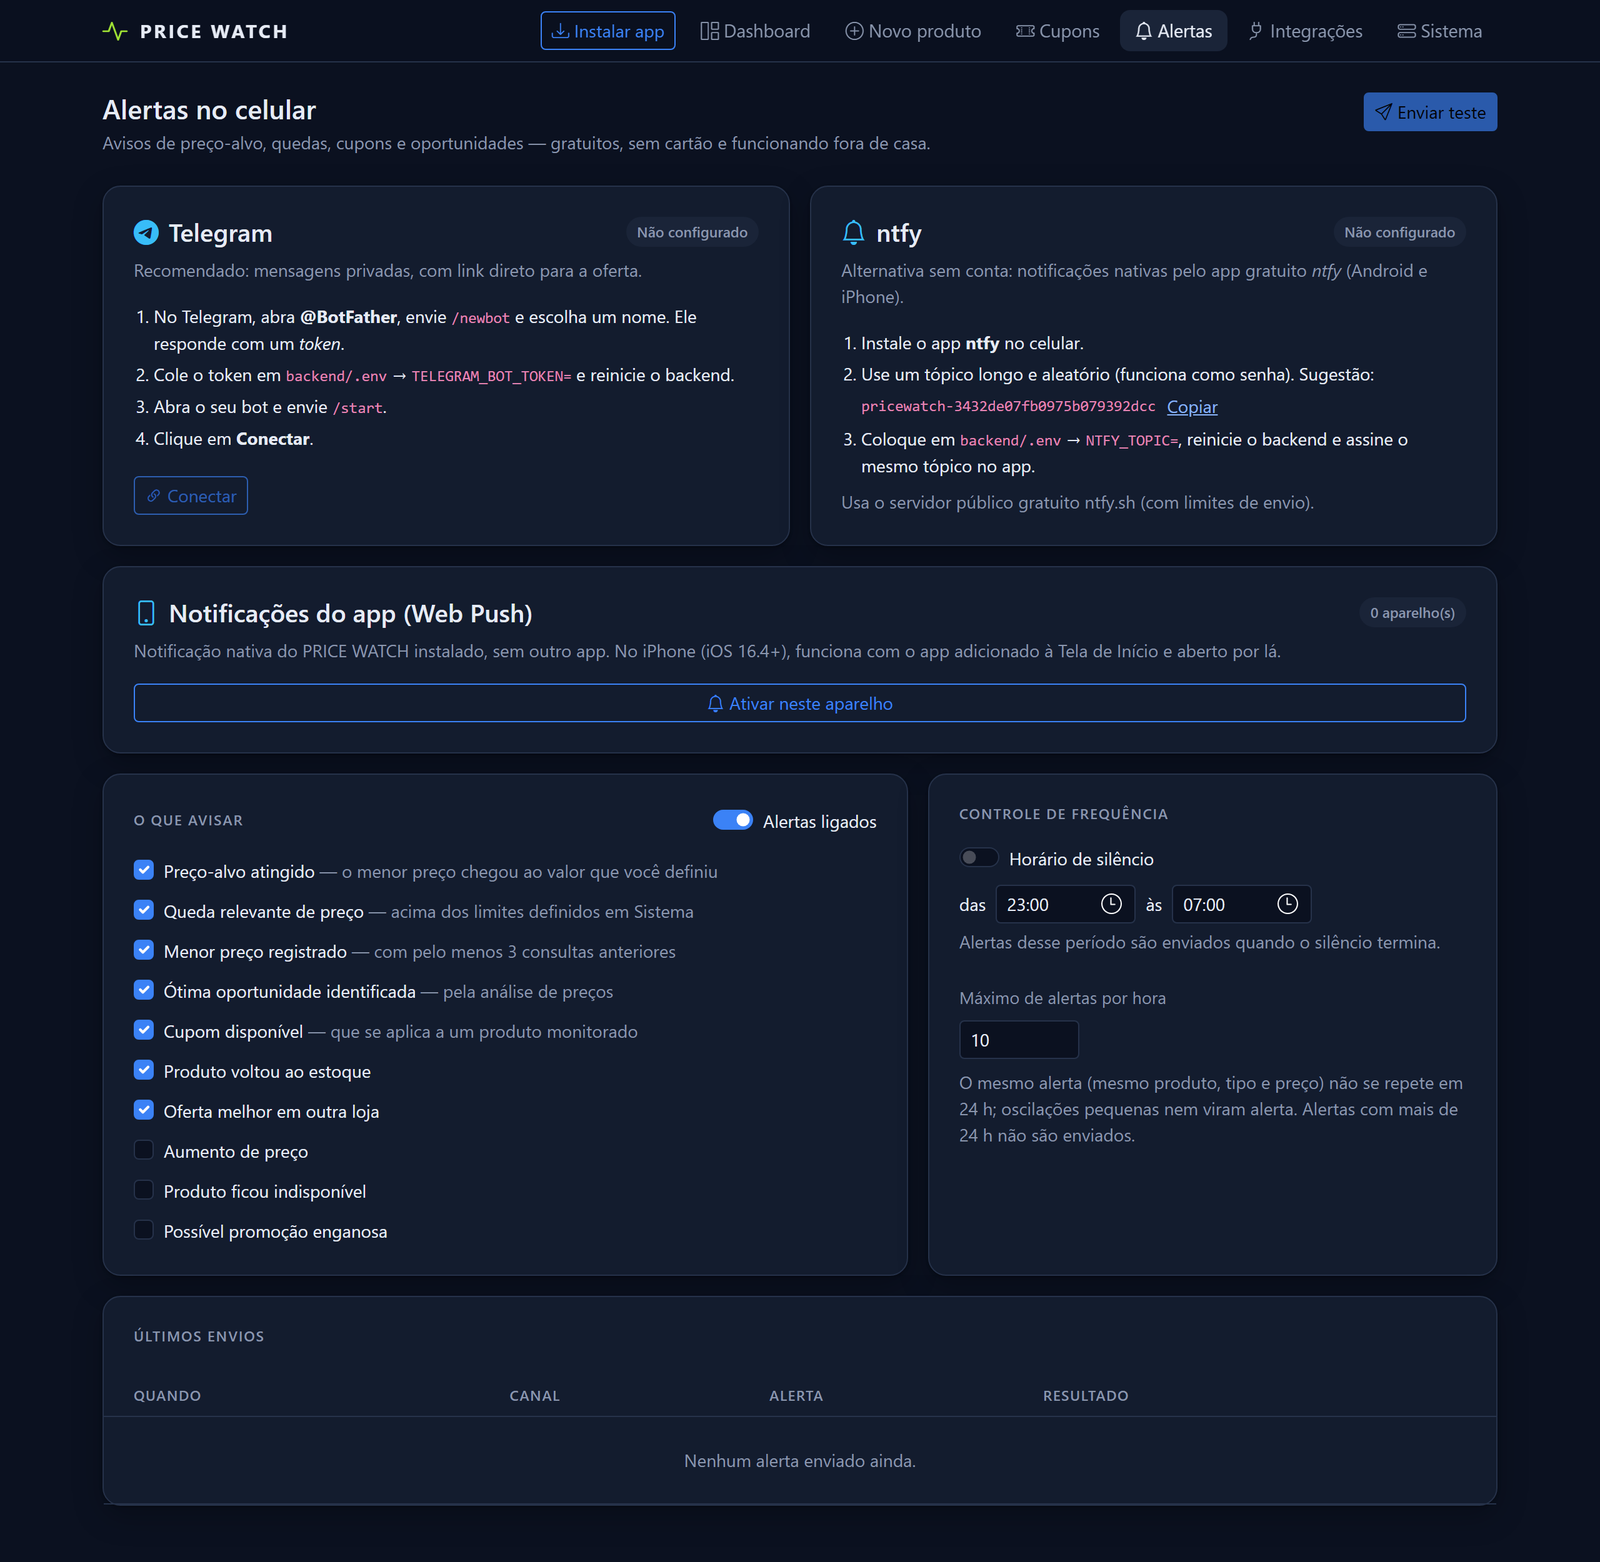 PRICE WATCH
Instalar app
Dashboard
Novo produto
Cupons
Alertas
Integrações
Sistema
Alertas no celular
Enviar teste
Avisos de preço-alvo, quedas, cupons e oportunidades — gratuitos, sem cartão e funcionando fora de casa.
Telegram
Não configurado
Recomendado: mensagens privadas, com link direto para a oferta.
1. No Telegram, abra @BotFather, envie /newbot e escolha um nome. Ele
responde com um token.
2. Cole o token em backend/.env → TELEGRAM_BOT_TOKEN= e reinicie o backend.
3. Abra o seu bot e envie /start.
4. Clique em Conectar.
Conectar
ntfy
Não configurado
Alternativa sem conta: notificações nativas pelo app gratuito ntfy (Android e
iPhone).
1. Instale o app ntfy no celular.
2. Use um tópico longo e aleatório (funciona como senha). Sugestão:
pricewatch-3432de07fb0975b079392dcc Copiar
3. Coloque em backend/.env → NTFY_TOPIC=, reinicie o backend e assine o
mesmo tópico no app.
Usa o servidor público gratuito ntfy.sh (com limites de envio).
Notificações do app (Web Push)
0 aparelho(s)
Notificação nativa do PRICE WATCH instalado, sem outro app. No iPhone (iOS 16.4+), funciona com o app adicionado à Tela de Início e aberto por lá.
Ativar neste aparelho
O QUE AVISAR
Alertas ligados
Preço-alvo atingido — o menor preço chegou ao valor que você definiu
Queda relevante de preço — acima dos limites definidos em Sistema
Menor preço registrado — com pelo menos 3 consultas anteriores
Ótima oportunidade identificada — pela análise de preços
Cupom disponível — que se aplica a um produto monitorado
Produto voltou ao estoque
Oferta melhor em outra loja
Aumento de preço
Produto ficou indisponível
Possível promoção enganosa
CONTROLE DE FREQUÊNCIA
Horário de silêncio
das 23:00 às 07:00
Alertas desse período são enviados quando o silêncio termina.
Máximo de alertas por hora
10
O mesmo alerta (mesmo produto, tipo e preço) não se repete em
24 h; oscilações pequenas nem viram alerta. Alertas com mais de
24 h não são enviados.
ÚLTIMOS ENVIOS
QUANDO CANAL ALERTA RESULTADO
Nenhum alerta enviado ainda.